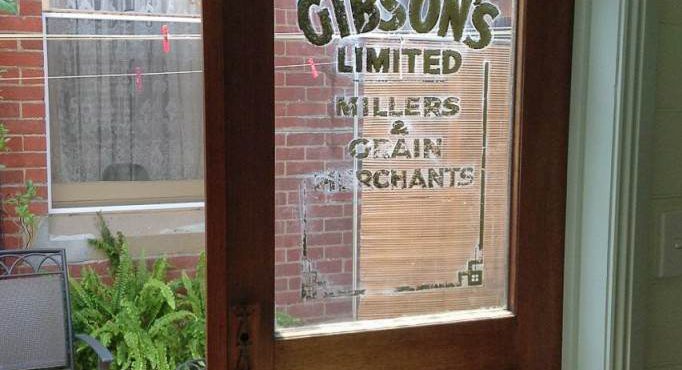 GIBSON'S
LIMITED
MILLERS
&
GRAIN
MERCHANTS